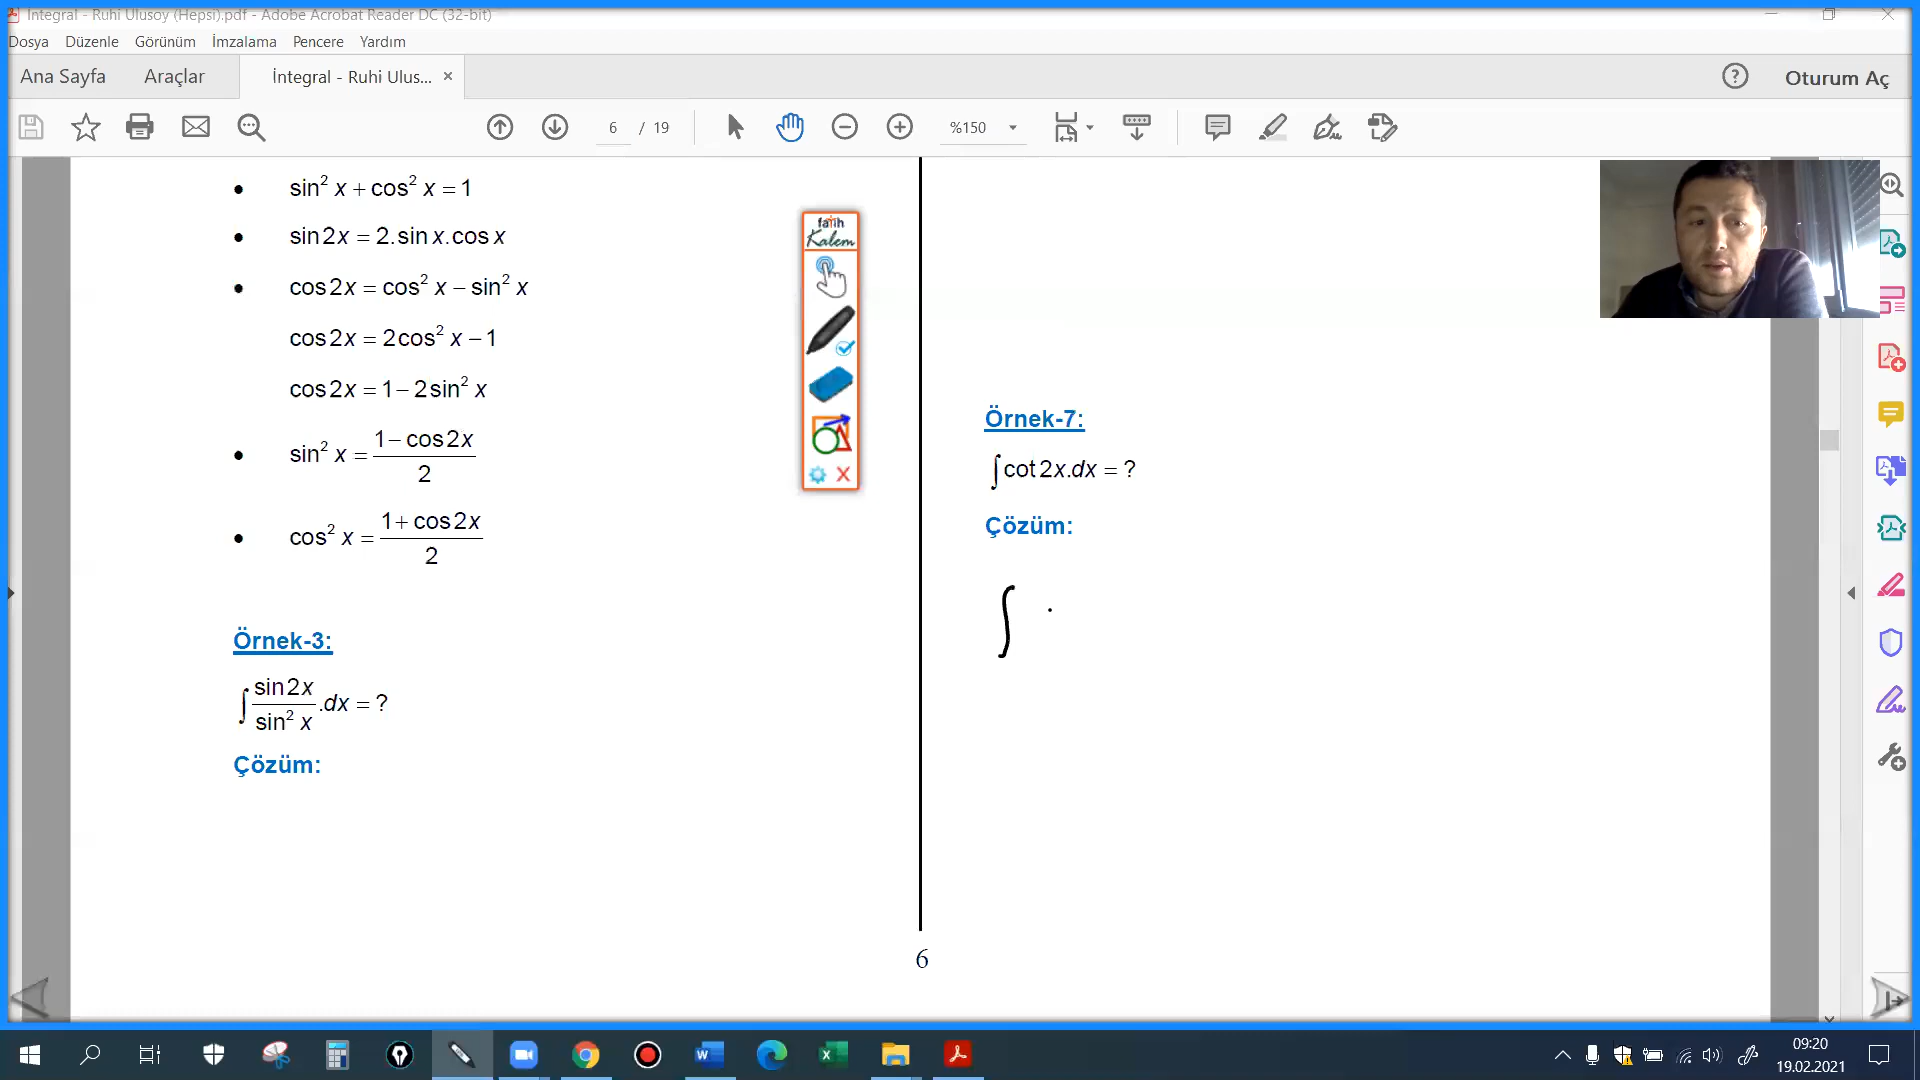 İntegral - Ruhi Ulusoy (Hepsi).pdf - Adobe Acrobat Reader DC (32-bit)
Dosya Düzenle Görünüm İmzalama Pencere Yardım
Ana Sayfa Araçlar İntegral - Ruhi Ulus... × Oturum Aç
6 / 19 %150
• sin² x + cos² x = 1
• sin 2x = 2.sin x.cos x
• cos 2x = cos² x − sin² x
cos 2x = 2cos² x − 1
cos 2x = 1 − 2sin² x
• sin² x = (1 − cos 2x)/2
• cos² x = (1 + cos 2x)/2
Örnek-3:
∫ (sin 2x)/(sin² x) .dx = ?
Çözüm:
fatih
Kalem
Örnek-7:
∫ cot 2x.dx = ?
Çözüm:
∫
6
09:20
19.02.2021